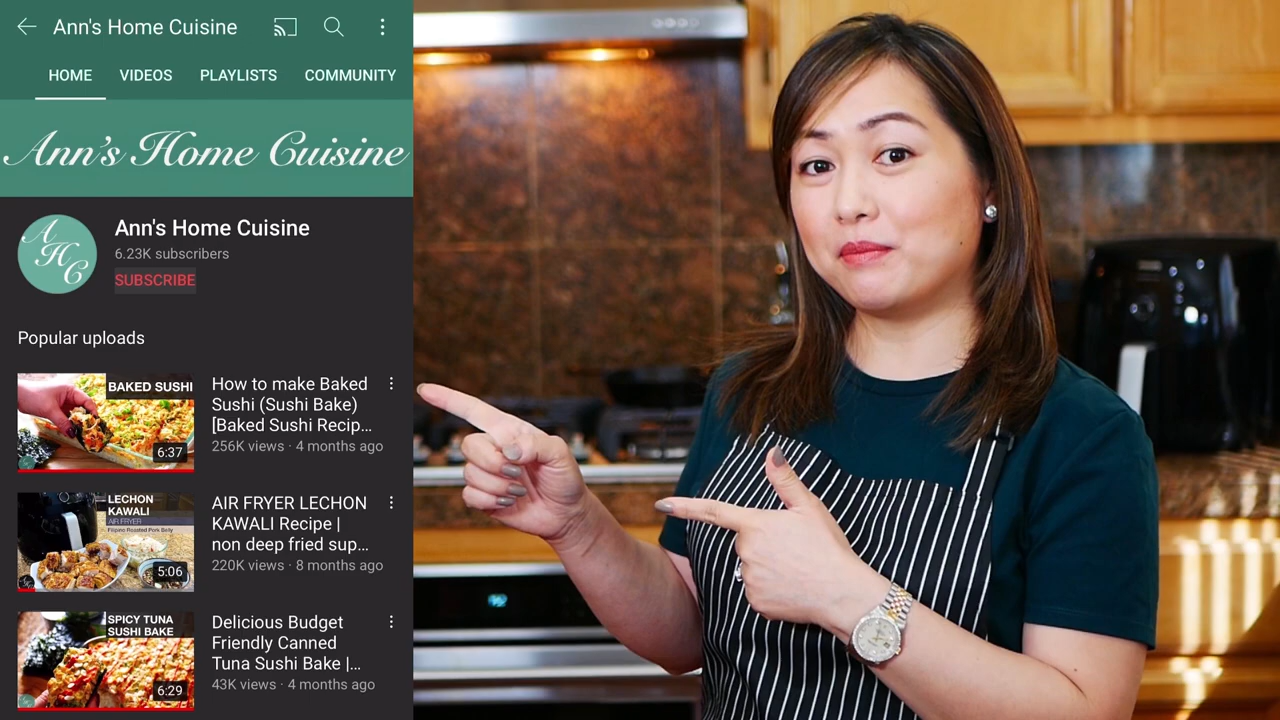 Ann's Home Cuisine
HOME VIDEOS PLAYLISTS COMMUNITY
Ann's Home Cuisine
AHC
Ann's Home Cuisine
6.23K subscribers
SUBSCRIBE
Popular uploads
BAKED SUSHI
6:37
How to make Baked
Sushi (Sushi Bake)
[Baked Sushi Recip...
256K views · 4 months ago
LECHON
KAWALI
AIR FRYER
Filipino Roasted Pork Belly
5:06
AIR FRYER LECHON
KAWALI Recipe |
non deep fried sup...
220K views · 8 months ago
SPICY TUNA
SUSHI BAKE
6:29
Delicious Budget
Friendly Canned
Tuna Sushi Bake |...
43K views · 4 months ago